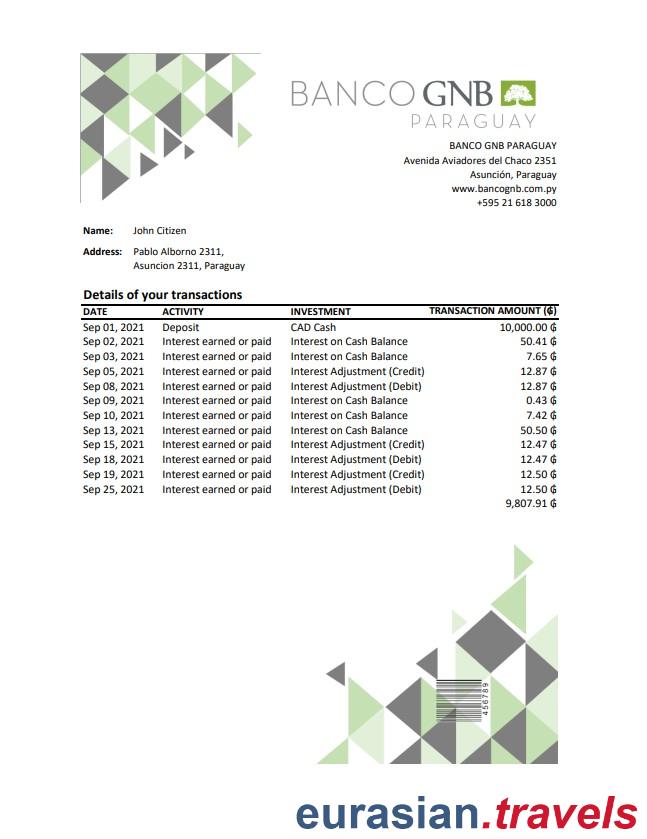 BANCO GNB
PARAGUAY
BANCO GNB PARAGUAY
Avenida Aviadores del Chaco 2351
Asunción, Paraguay
www.bancognb.com.py
+595 21 618 3000
Name: John Citizen
Address: Pablo Alborno 2311,
Asuncion 2311, Paraguay
Details of your transactions
DATE ACTIVITY INVESTMENT TRANSACTION AMOUNT (₲)
Sep 01, 2021 Deposit CAD Cash 10,000.00 ₲
Sep 02, 2021 Interest earned or paid Interest on Cash Balance 50.41 ₲
Sep 03, 2021 Interest earned or paid Interest on Cash Balance 7.65 ₲
Sep 05, 2021 Interest earned or paid Interest Adjustment (Credit) 12.87 ₲
Sep 08, 2021 Interest earned or paid Interest Adjustment (Debit) 12.87 ₲
Sep 09, 2021 Interest earned or paid Interest on Cash Balance 0.43 ₲
Sep 10, 2021 Interest earned or paid Interest on Cash Balance 7.42 ₲
Sep 13, 2021 Interest earned or paid Interest on Cash Balance 50.50 ₲
Sep 15, 2021 Interest earned or paid Interest Adjustment (Credit) 12.47 ₲
Sep 18, 2021 Interest earned or paid Interest Adjustment (Debit) 12.47 ₲
Sep 19, 2021 Interest earned or paid Interest Adjustment (Credit) 12.50 ₲
Sep 25, 2021 Interest earned or paid Interest Adjustment (Debit) 12.50 ₲
9,807.91 ₲
456789
eurasian.travels